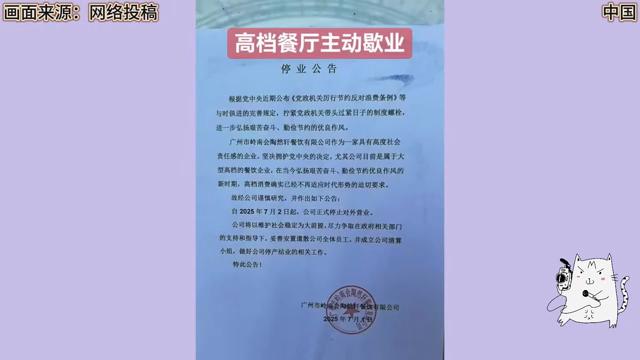 画面来源：网络投稿
中国
高档餐厅主动歇业
停业公告
根据党中央近期公布《党政机关厉行节约反对浪费条例》等
与时俱进的完善规定，拧紧党政机关带头过紧日子的制度螺栓，
进一步弘扬艰苦奋斗、勤俭节约的优良作风。
广州市岭南会陶然轩餐饮有限公司作为一家具有高度社会
责任感的企业，坚决拥护党中央的决定，尤其公司目前是属于大
型高档的餐饮企业，在当今弘扬艰苦奋斗、勤俭节约优良作风的
新时期，高档消费确实已经不再适应时代形势的迫切要求。
故经公司谨慎研究，并作出如下公告：
自 2025 年 7 月 2 日起，公司正式停止对外营业。
公司将以维护社会稳定为大前提，尽力争取在政府相关部门
的支持和指导下，妥善安置遣散公司全体员工，并成立公司清算
小组，做好公司停产结业的相关工作。
特此公告！
广州市岭南会陶然轩餐饮有限公司
2025 年 7 月 1 日